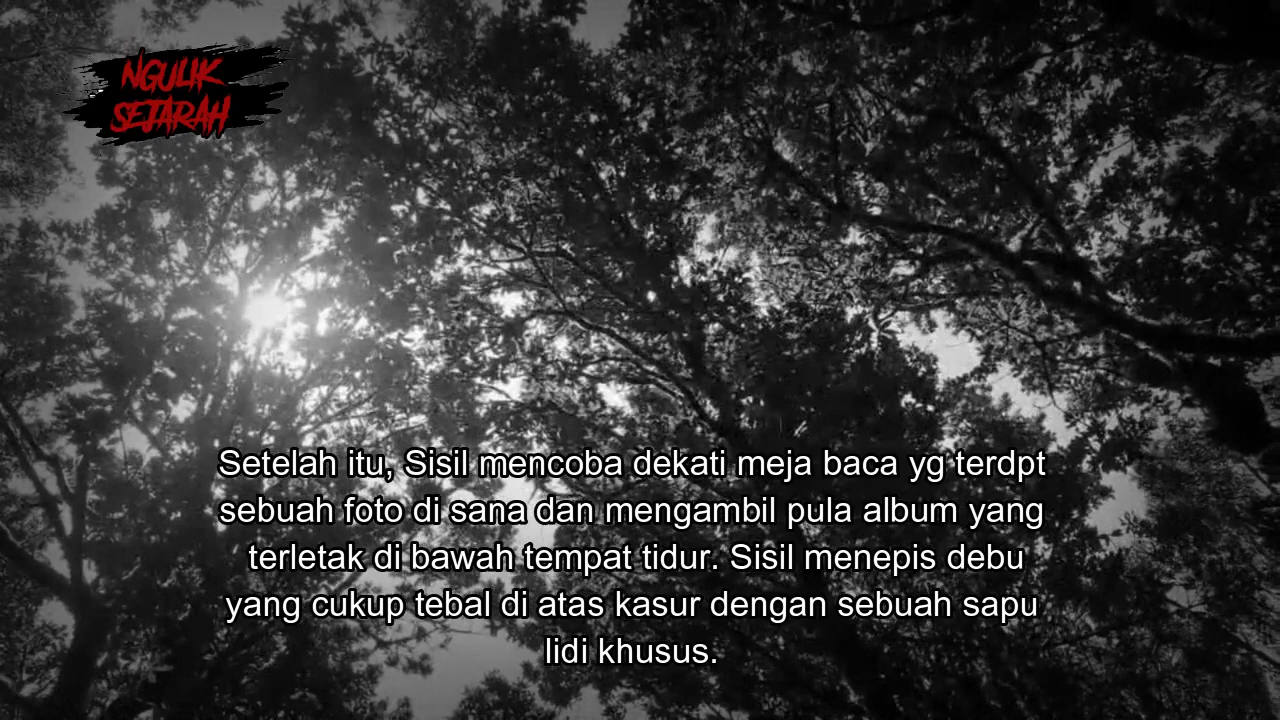 NGULIK
SEJARAH
Setelah itu, Sisil mencoba dekati meja baca yg terdpt
sebuah foto di sana dan mengambil pula album yang
terletak di bawah tempat tidur. Sisil menepis debu
yang cukup tebal di atas kasur dengan sebuah sapu
lidi khusus.